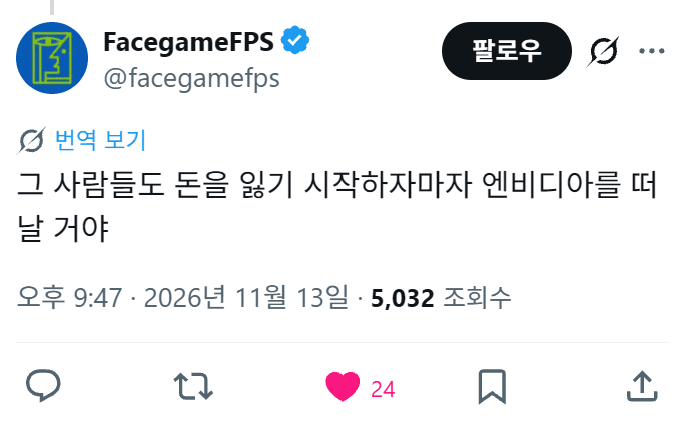 FacegameFPS
@facegamefps
팔로우
번역 보기
그 사람들도 돈을 잃기 시작하자마자 엔비디아를 떠
날 거야
오후 9:47 · 2026년 11월 13일 · 5,032 조회수
24